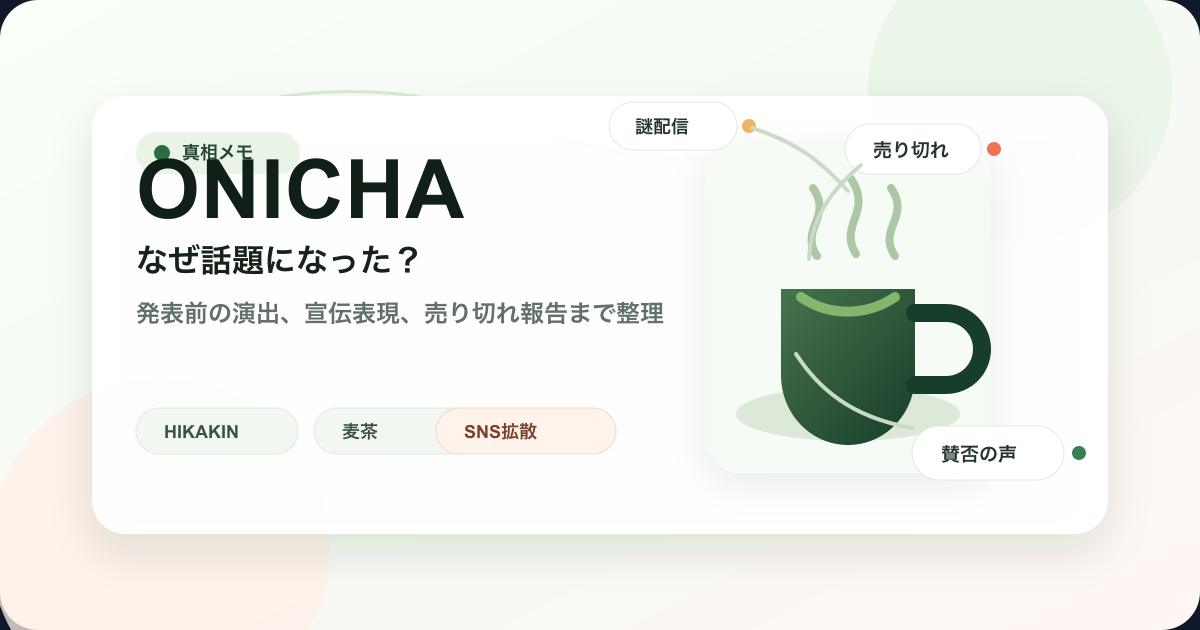 真相メモ
ONICHA
なぜ話題になった？
発表前の演出、宣伝表現、売り切れ報告まで整理
HIKAKIN
麦茶
SNS拡散
謎配信
売り切れ
賛否の声